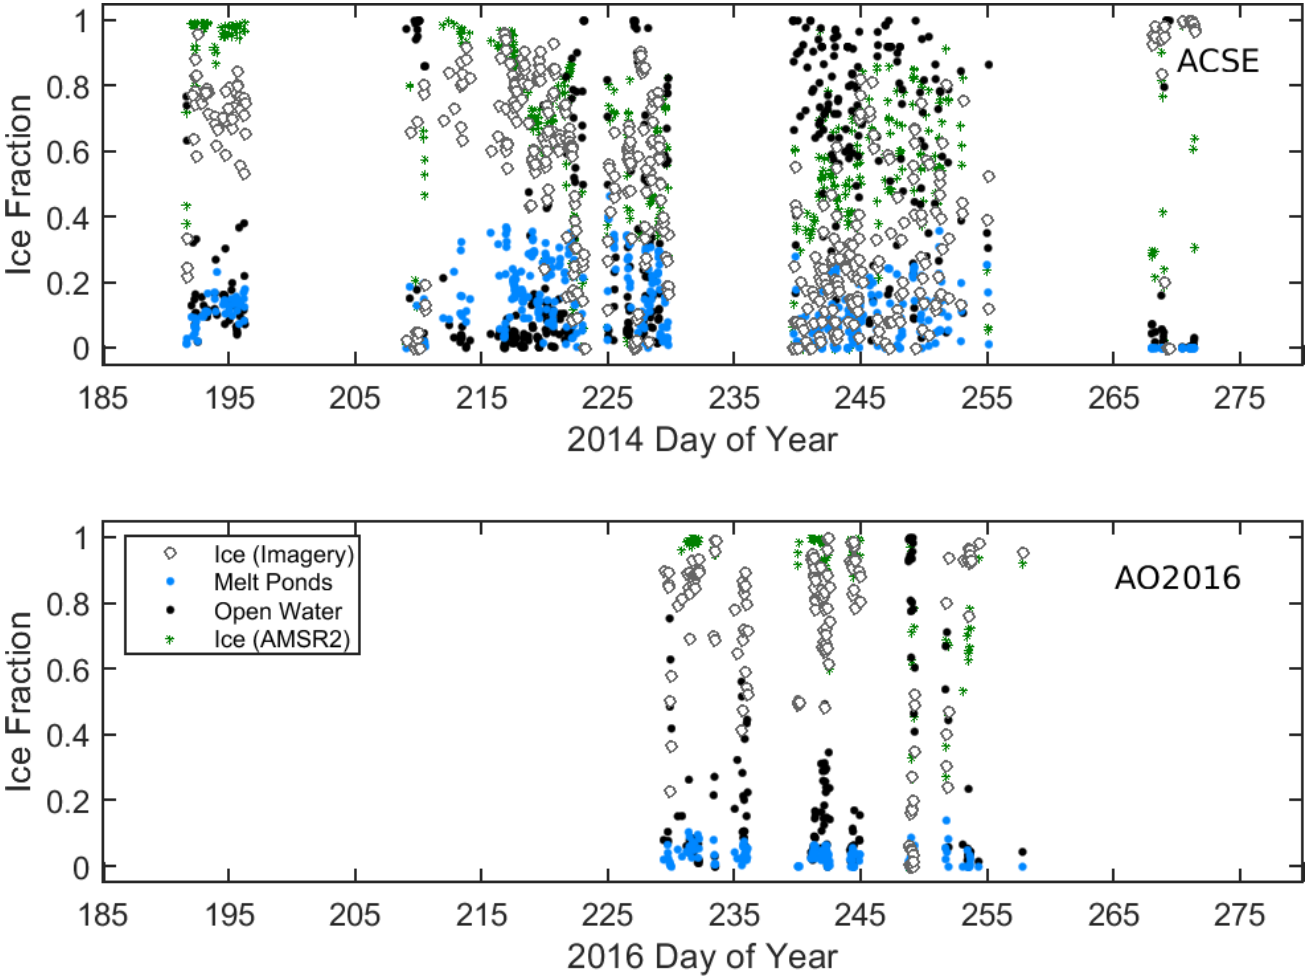 1
0.8
0.6
0.4
0.2
0
Ice Fraction
ACSE
185 195 205 215 225 235 245 255 265 275
2014 Day of Year
1
0.8
0.6
0.4
0.2
0
Ice Fraction
Ice (Imagery)
Melt Ponds
Open Water
Ice (AMSR2)
AO2016
185 195 205 215 225 235 245 255 265 275
2016 Day of Year